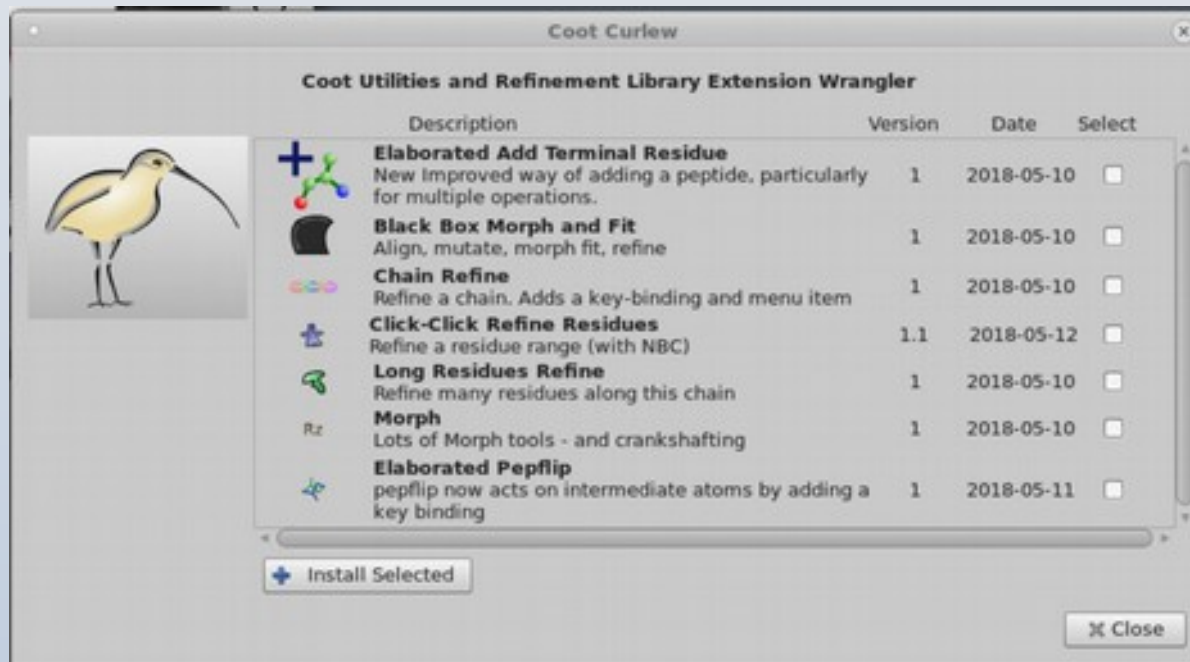 Coot Curlew
Coot Utilities and Refinement Library Extension Wrangler
Description Version Date Select
Elaborated Add Terminal Residue
New Improved way of adding a peptide, particularly
for multiple operations.
1 2018-05-10
Black Box Morph and Fit
Align, mutate, morph fit, refine
1 2018-05-10
Chain Refine
Refine a chain. Adds a key-binding and menu item
1 2018-05-10
Click-Click Refine Residues
Refine a residue range (with NBC)
1.1 2018-05-12
Long Residues Refine
Refine many residues along this chain
1 2018-05-10
Rz
Morph
Lots of Morph tools - and crankshafting
1 2018-05-10
Elaborated Pepflip
pepflip now acts on intermediate atoms by adding a
key binding
1 2018-05-11
Install Selected
Close